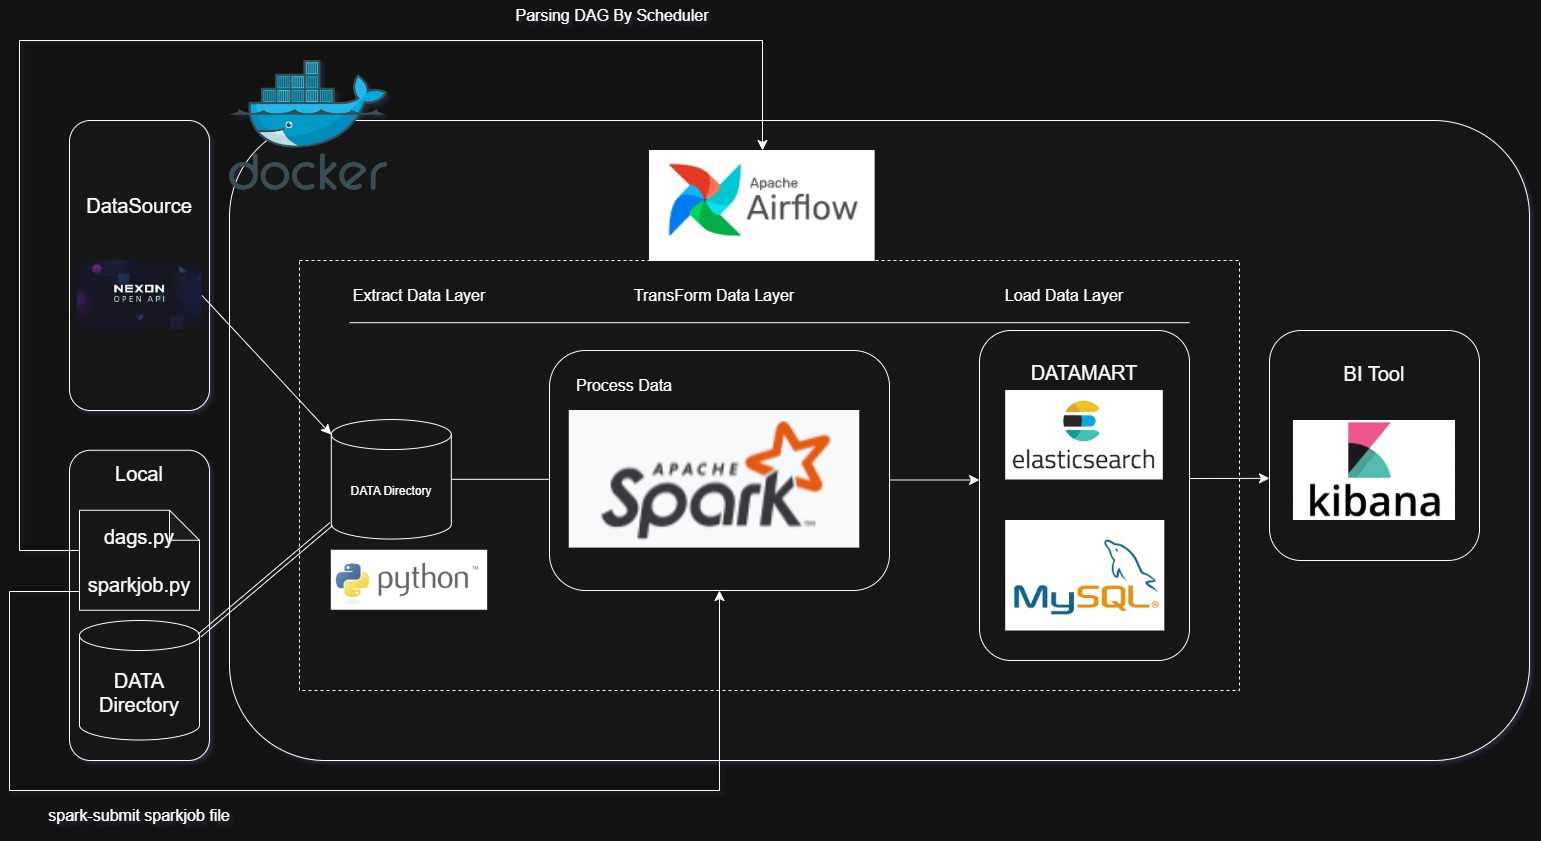 Parsing DAG By Scheduler
docker
DataSource
NEXON
OPEN API
Apache
Airflow
Extract Data Layer
TransForm Data Layer
Load Data Layer
Process Data
APACHE
Spark
TM
DATAMART
elasticsearch
MySQL®
BI Tool
kibana
DATA Directory
python™
Local
dags.py
sparkjob.py
DATA
Directory
spark-submit sparkjob file